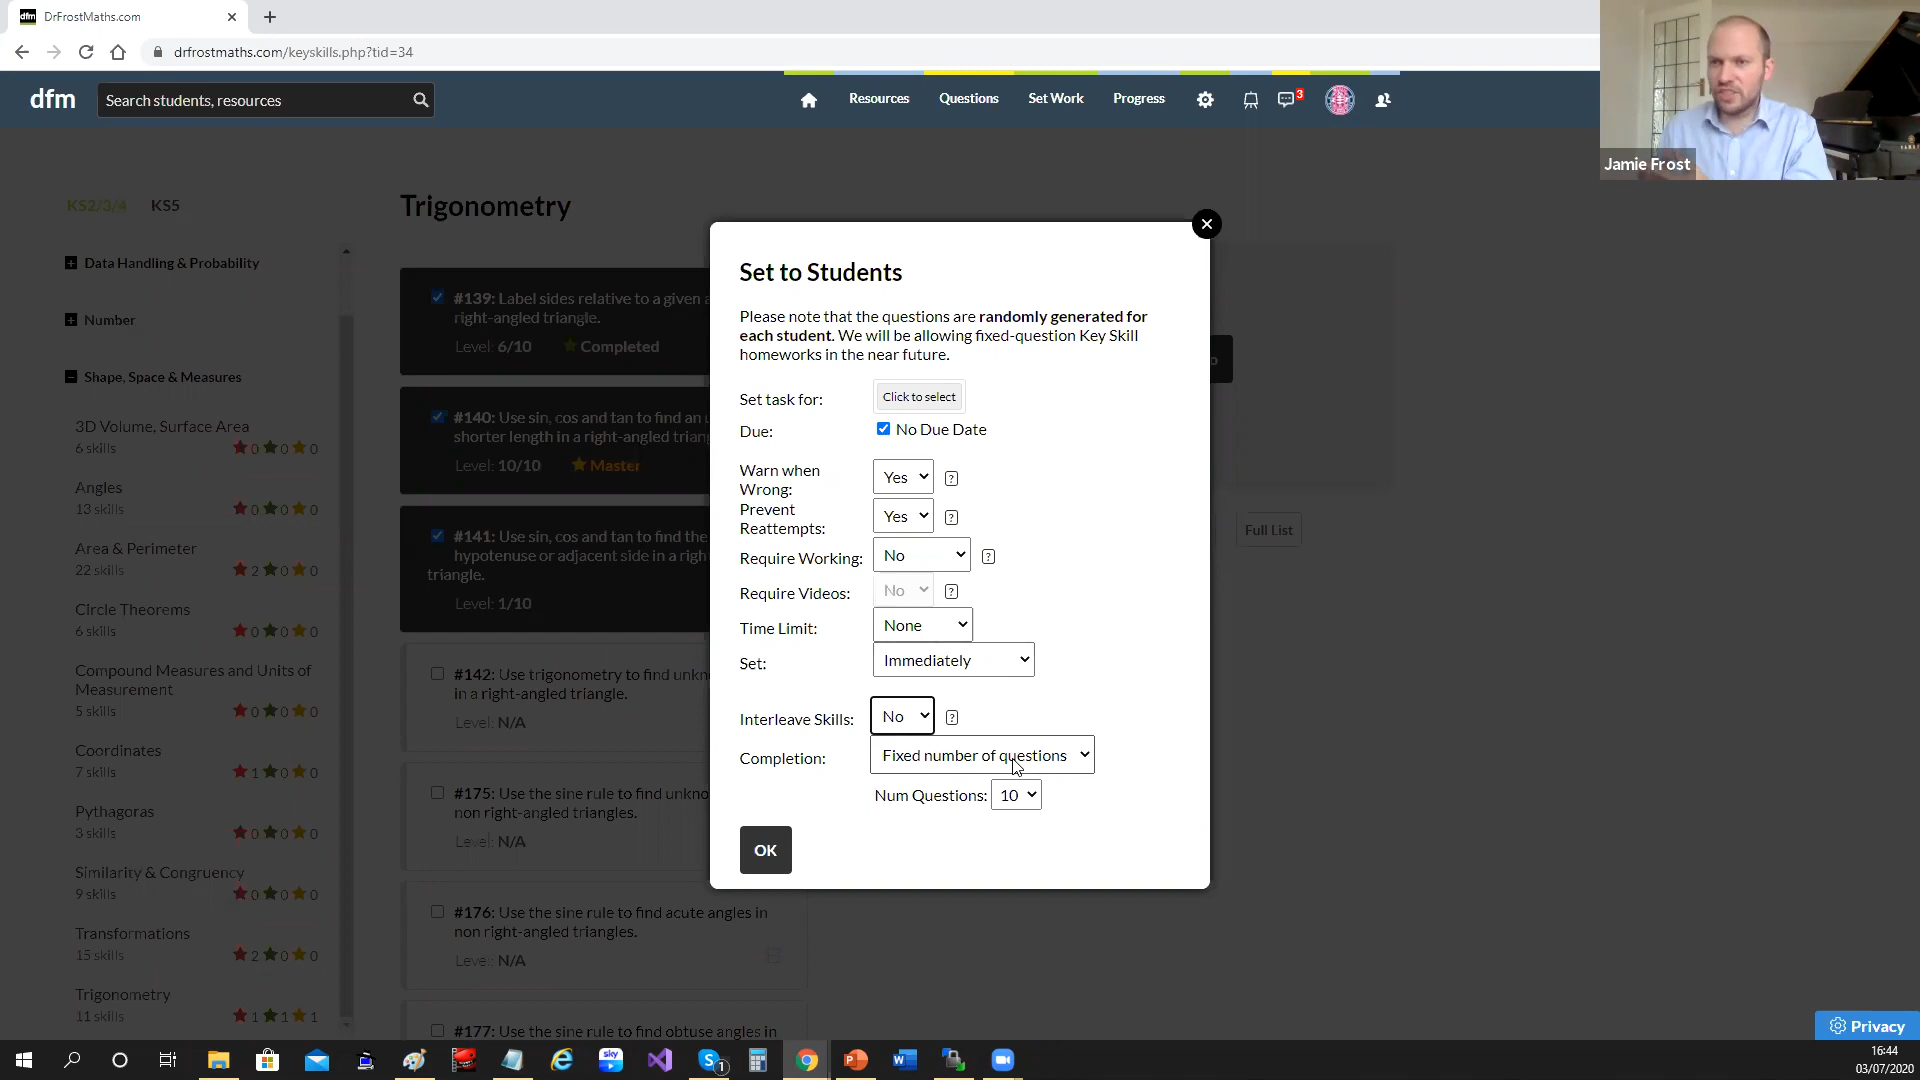 dfm DrFrostMaths.com
drfrostmaths.com/keyskills.php?tid=34
dfm
Search students, resources
Resources
Questions
Set Work
Progress
3
Jamie Frost
KS2/3/4 KS5
Data Handling & Probability
Number
Shape, Space & Measures
3D Volume, Surface Area
6 skills 0 0 0
Angles
13 skills 0 0 0
Area & Perimeter
22 skills 2 0 0
Circle Theorems
6 skills 0 0 0
Compound Measures and Units of
Measurement
5 skills 0 0 0
Coordinates
7 skills 1 0 0
Pythagoras
3 skills 0 0 0
Similarity & Congruency
9 skills 0 0 0
Transformations
15 skills 2 0 0
Trigonometry
11 skills 1 1 1
Trigonometry
#139: Label sides relative to a given
right-angled triangle.
Level: 6/10 Completed
#140: Use sin, cos and tan to find an
shorter length in a right-angled
Level: 10/10 Master
#141: Use sin, cos and tan to find the
hypotenuse or adjacent side in a
triangle.
Level: 1/10
#142: Use trigonometry to find
in a right-angled triangle.
Level: N/A
#175: Use the sine rule to find
non right-angled triangles.
Level: N/A
#176: Use the sine rule to find acute angles in
non right-angled triangles.
Level: N/A
#177: Use the sine rule to find obtuse angles in
Set to Students
Please note that the questions are randomly generated for
each student. We will be allowing fixed-question Key Skill
homeworks in the near future.
Set task for: Click to select
Due: No Due Date
Warn when
Wrong: Yes ?
Prevent
Reattempts: Yes ?
Require Working: No ?
Require Videos: No ?
Time Limit: None
Set: Immediately
Interleave Skills: No ?
Completion: Fixed number of questions
Num Questions: 10
OK
Full List
Privacy
sky
1
16:44
03/07/2020